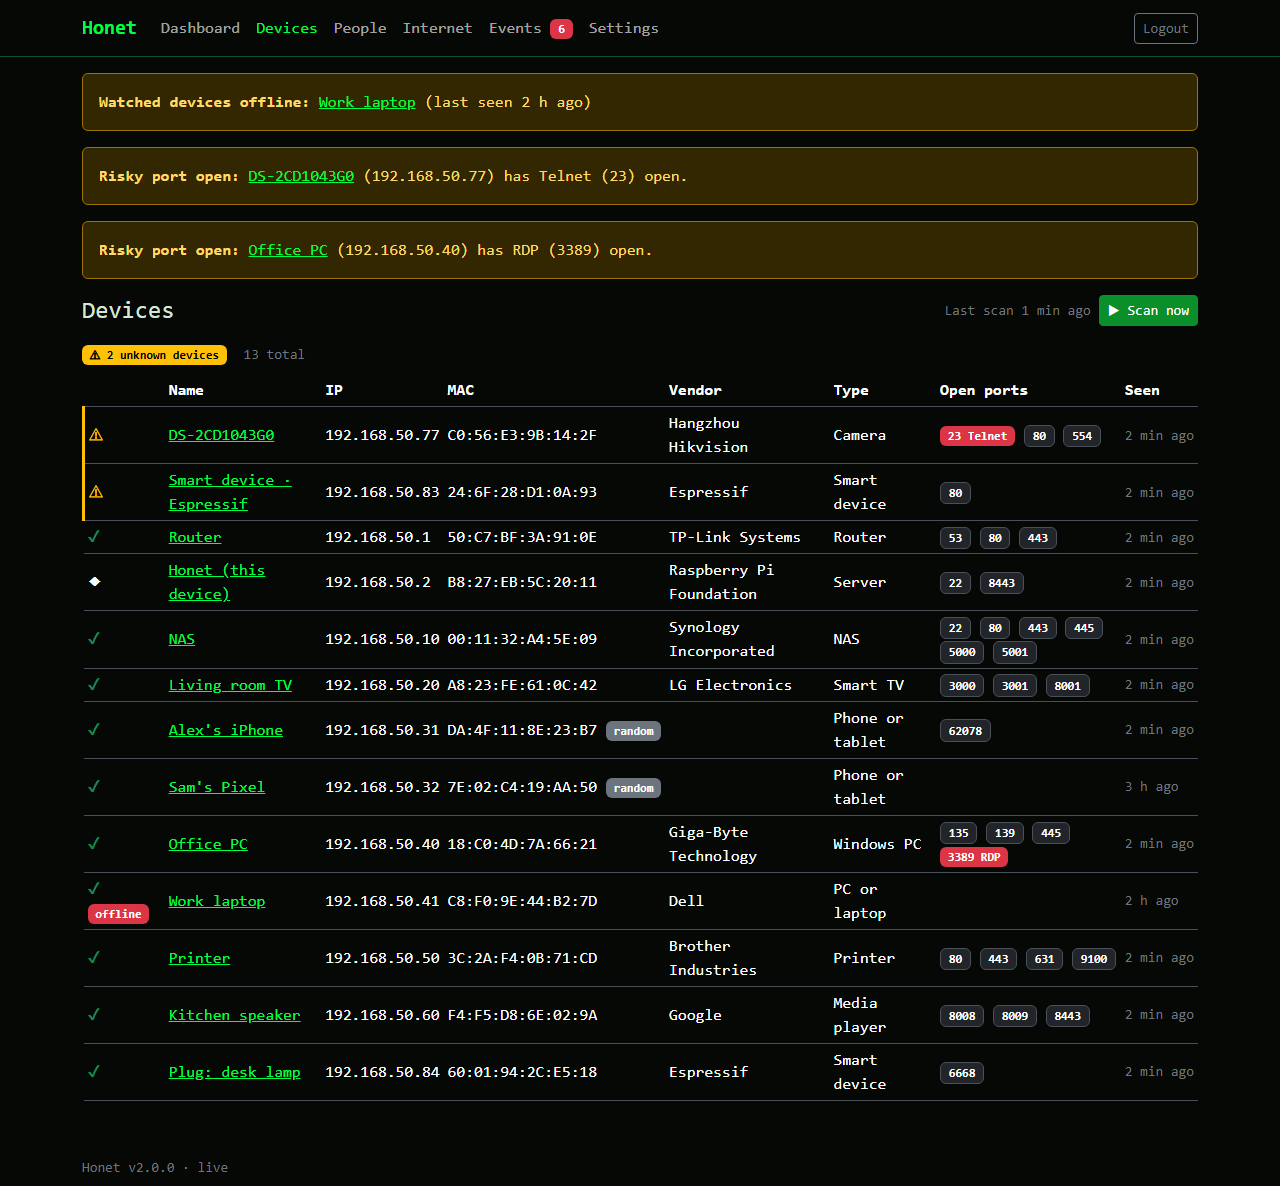 Honet Dashboard Devices People Internet Events 6 Settings Logout
Watched devices offline: Work laptop (last seen 2 h ago)
Risky port open: DS-2CD1043G0 (192.168.50.77) has Telnet (23) open.
Risky port open: Office PC (192.168.50.40) has RDP (3389) open.
Devices Last scan 1 min ago ▶ Scan now
⚠ 2 unknown devices 13 total
Name IP MAC Vendor Type Open ports Seen
⚠ DS-2CD1043G0 192.168.50.77 C0:56:E3:9B:14:2F Hangzhou Hikvision Camera 23 Telnet 80 554 2 min ago
⚠ Smart device · Espressif 192.168.50.83 24:6F:28:D1:0A:93 Espressif Smart device 80 2 min ago
✓ Router 192.168.50.1 50:C7:BF:3A:91:0E TP-Link Systems Router 53 80 443 2 min ago
◆ Honet (this device) 192.168.50.2 B8:27:EB:5C:20:11 Raspberry Pi Foundation Server 22 8443 2 min ago
✓ NAS 192.168.50.10 00:11:32:A4:5E:09 Synology Incorporated NAS 22 80 443 445 5000 5001 2 min ago
✓ Living room TV 192.168.50.20 A8:23:FE:61:0C:42 LG Electronics Smart TV 3000 3001 8001 2 min ago
✓ Alex's iPhone 192.168.50.31 DA:4F:11:8E:23:B7 random Phone or tablet 62078 2 min ago
✓ Sam's Pixel 192.168.50.32 7E:02:C4:19:AA:50 random Phone or tablet 3 h ago
✓ Office PC 192.168.50.40 18:C0:4D:7A:66:21 Giga-Byte Technology Windows PC 135 139 445 3389 RDP 2 min ago
✓ offline Work laptop 192.168.50.41 C8:F0:9E:44:B2:7D Dell PC or laptop 2 h ago
✓ Printer 192.168.50.50 3C:2A:F4:0B:71:CD Brother Industries Printer 80 443 631 9100 2 min ago
✓ Kitchen speaker 192.168.50.60 F4:F5:D8:6E:02:9A Google Media player 8008 8009 8443 2 min ago
✓ Plug: desk lamp 192.168.50.84 60:01:94:2C:E5:18 Espressif Smart device 6668 2 min ago
Honet v2.0.0 · live